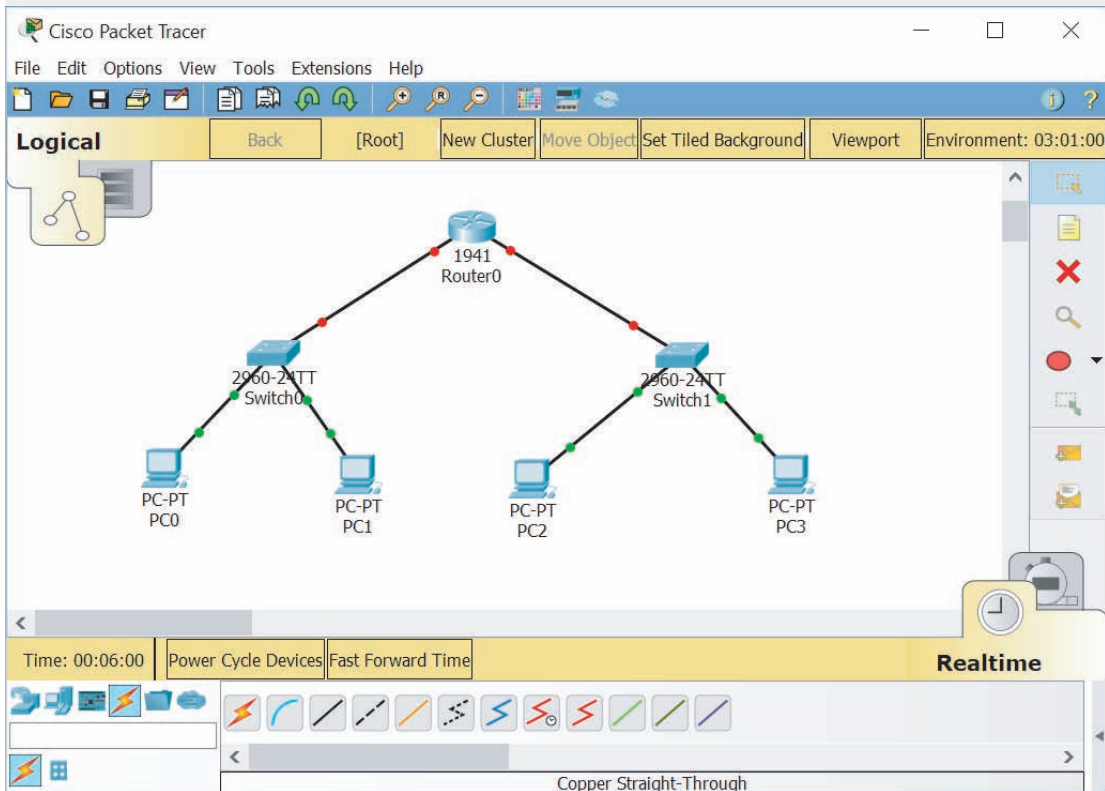 Cisco Packet Tracer
File Edit Options View Tools Extensions Help
R
i ?
Logical Back [Root] New Cluster Move Object Set Tiled Background Viewport Environment: 03:01:00
1941
Router0
2960-24TT
Switch0
2960-24TT
Switch1
PC-PT
PC0
PC-PT
PC1
PC-PT
PC2
PC-PT
PC3
Time: 00:06:00 Power Cycle Devices Fast Forward Time
Realtime
Copper Straight-Through